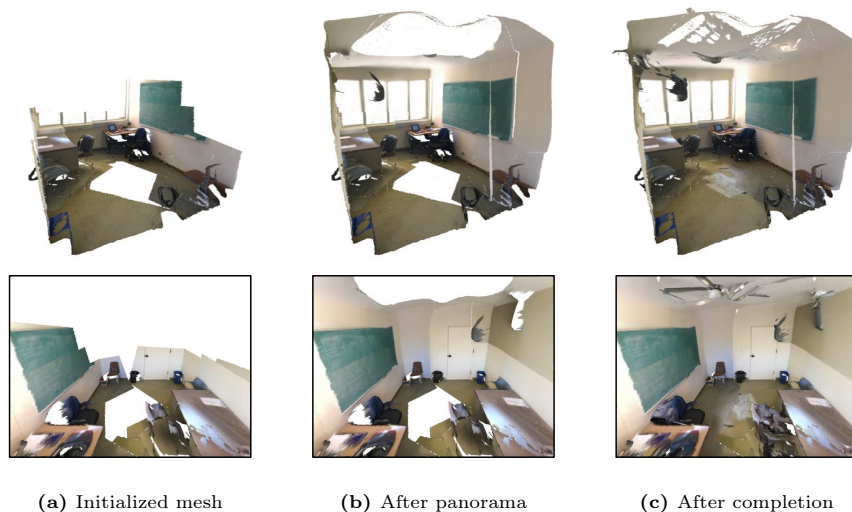 (a) Initialized mesh
(b) After panorama
(c) After completion